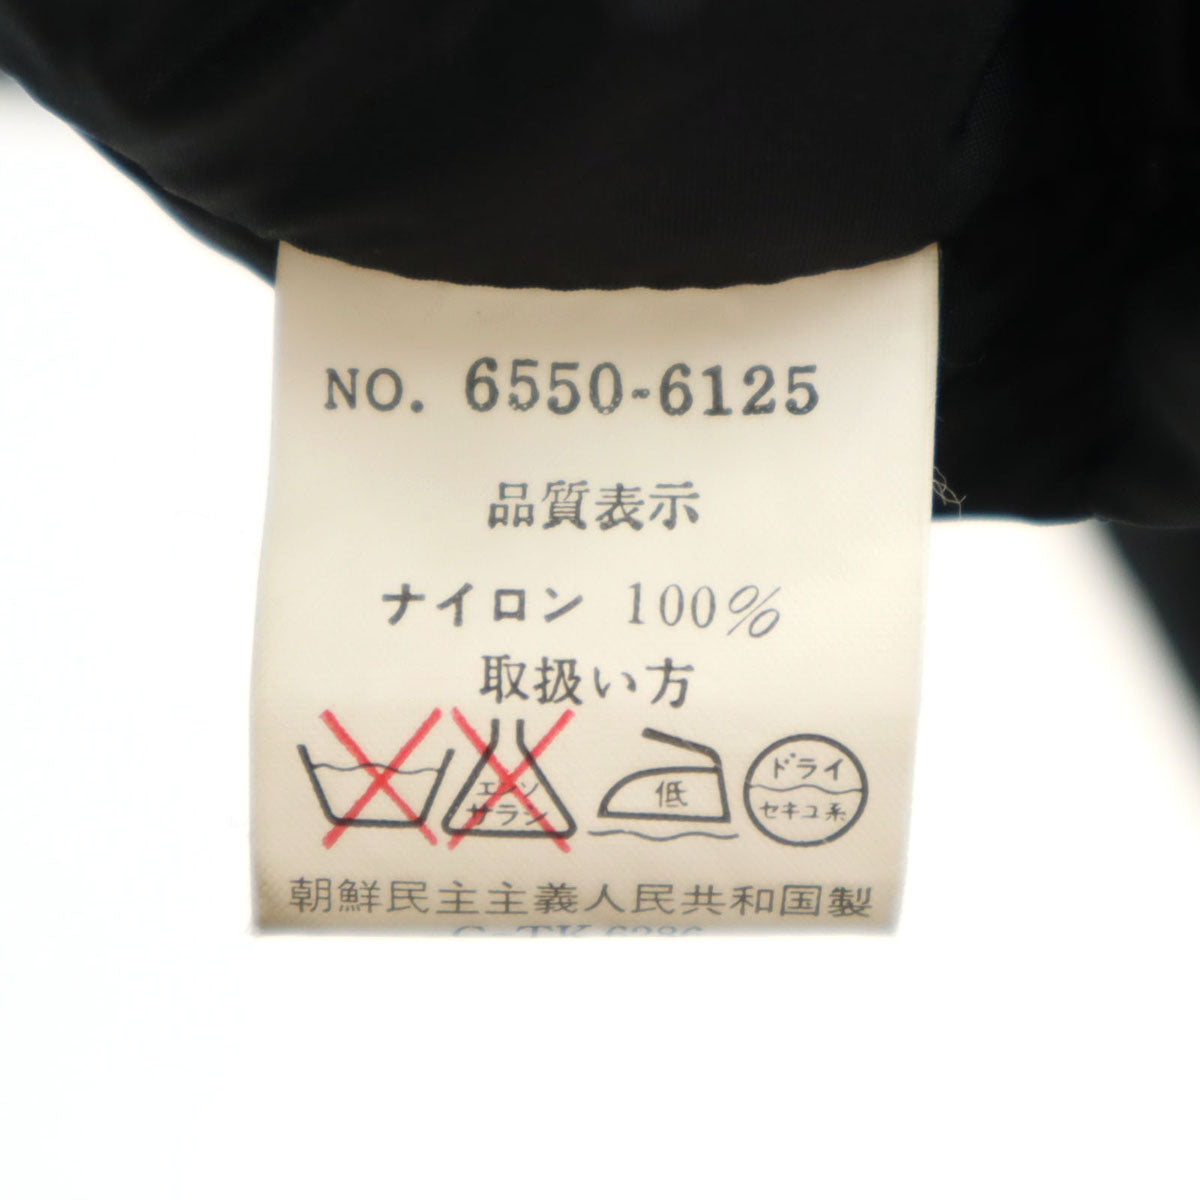 NO. 6550-6125
品質表示
ナイロン 100%
取扱い方
エンソ
サラシ
低
ドライ
セキユ系
朝鮮民主主義人民共和国製